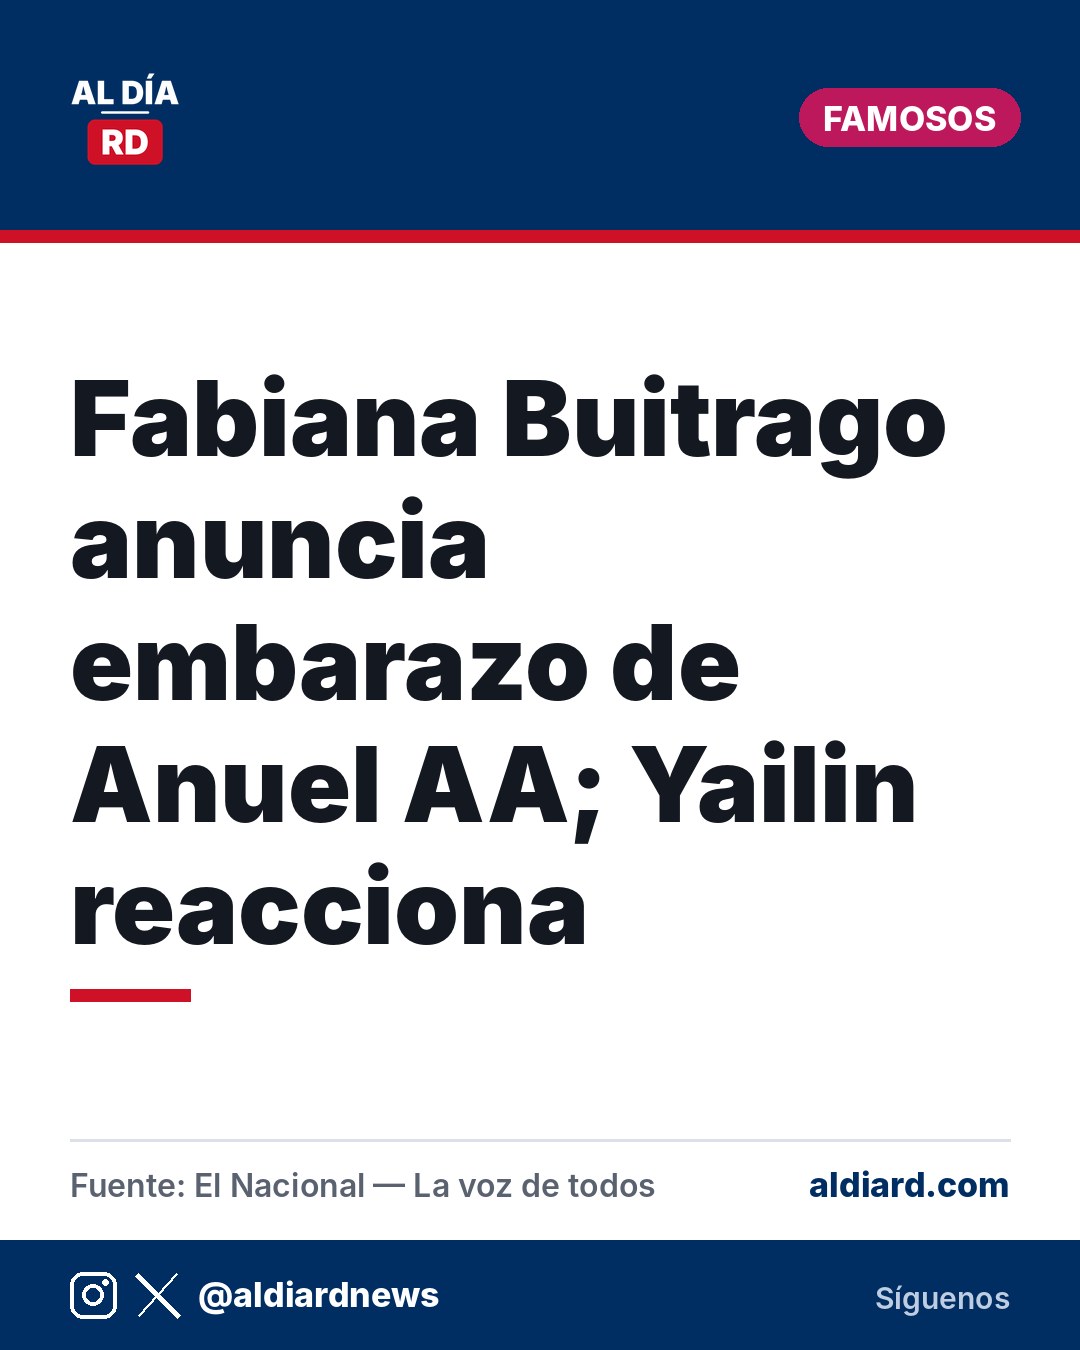 AL DÍA
RD
FAMOSOS
Fabiana Buitrago
anuncia
embarazo de
Anuel AA; Yailin
reacciona
Fuente: El Nacional — La voz de todos
aldiard.com
@aldiardnews
Síguenos